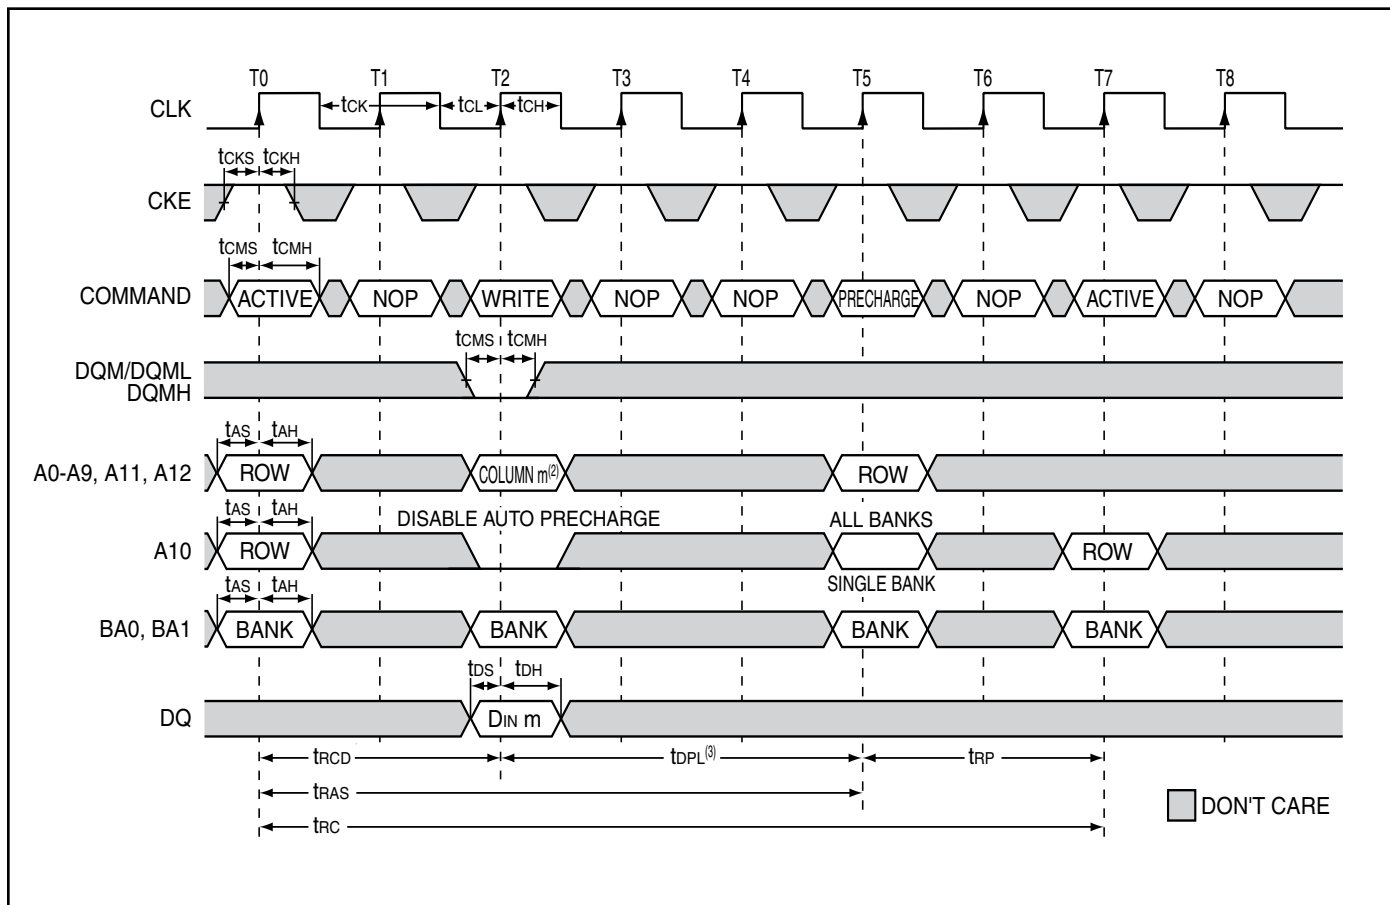 T0 T1 T2 T3 T4 T5 T6 T7 T8
CLK tCK tCL tCH
tCKS tCKH
CKE
tCMS tCMH
COMMAND ACTIVE NOP WRITE NOP NOP PRECHARGE NOP ACTIVE NOP
tCMS tCMH
DQM/DQML
DQMH
tAS tAH
A0-A9, A11, A12 ROW COLUMN m(2) ROW
tAS tAH DISABLE AUTO PRECHARGE ALL BANKS
A10 ROW ROW
tAS tAH SINGLE BANK
BA0, BA1 BANK BANK BANK BANK
tDS tDH
DQ DIN m
tRCD tDPL(3) tRP
tRAS
tRC
DON'T CARE